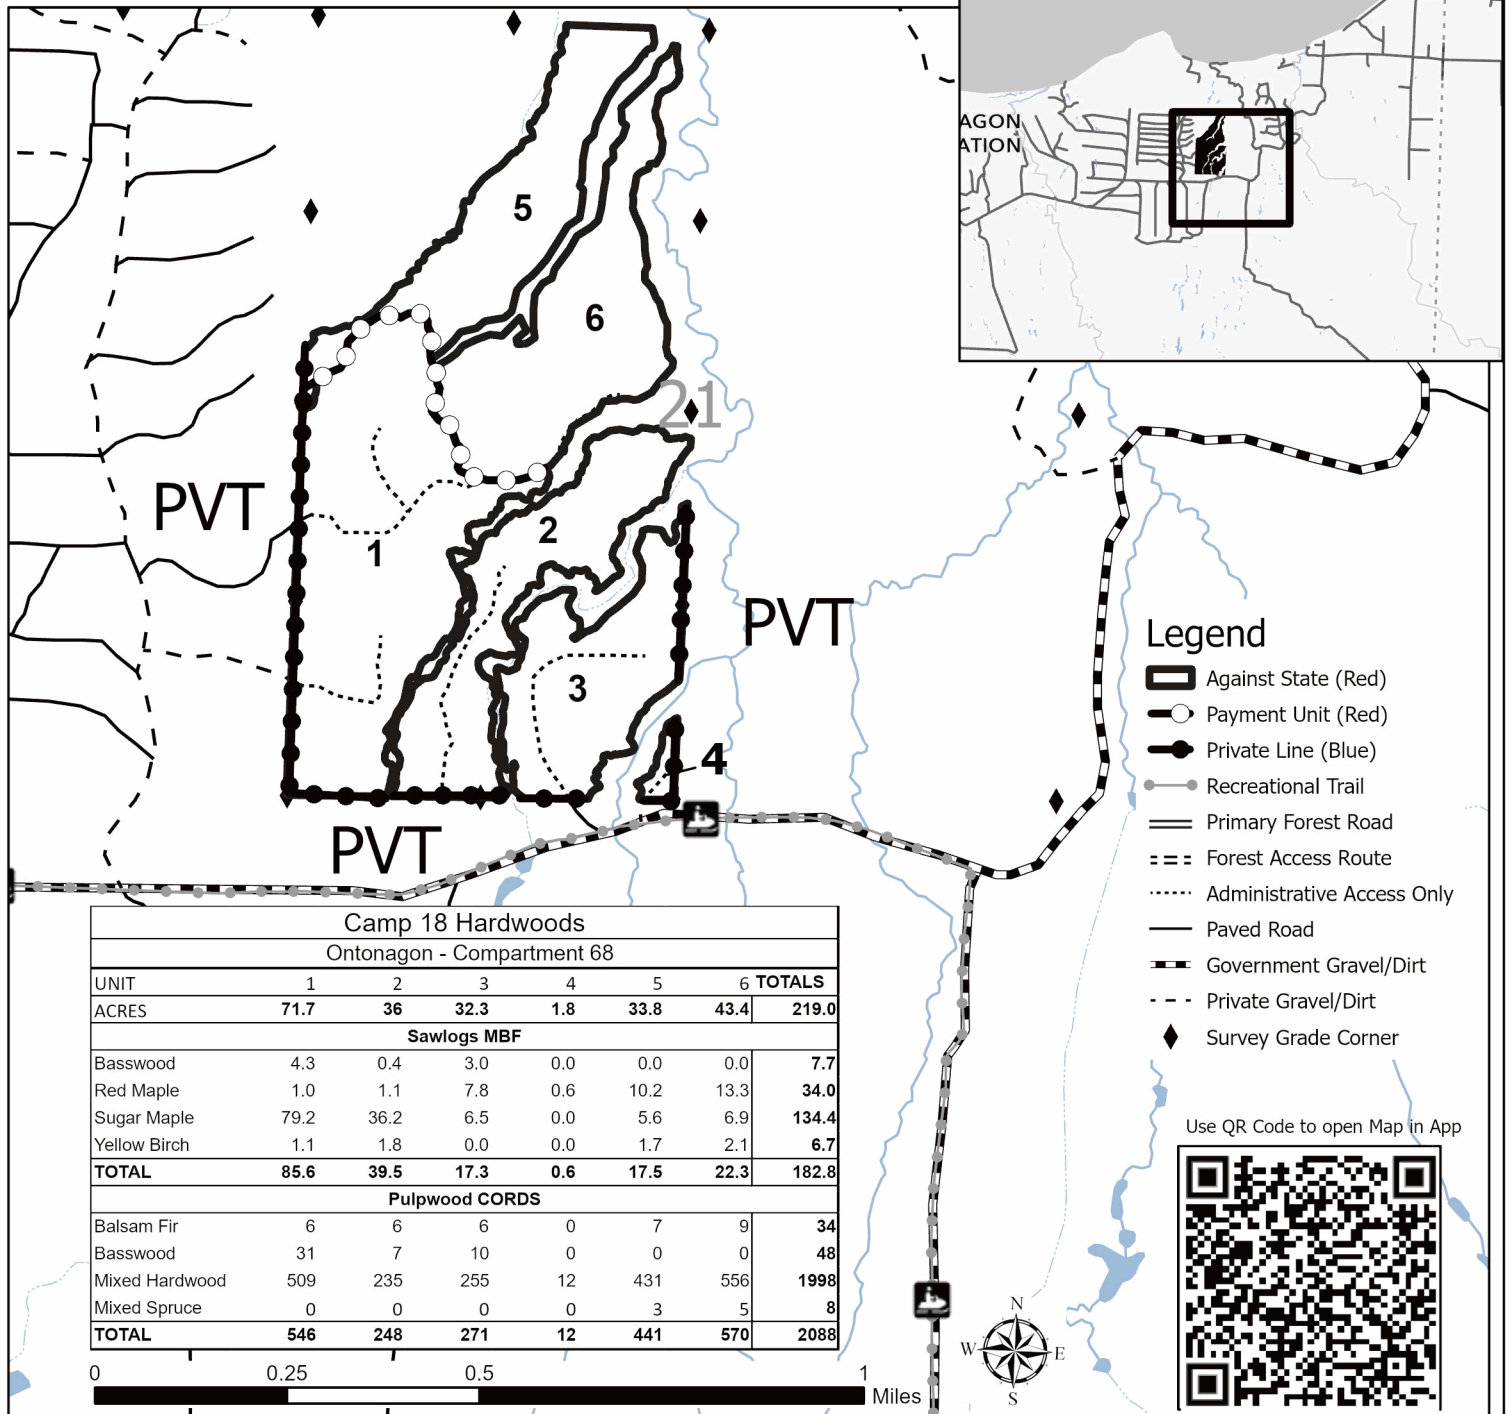 AGON
ATION
5
6
21
PVT
1
2
PVT
3
4
PVT
Legend
Against State (Red)
Payment Unit (Red)
Private Line (Blue)
Recreational Trail
Primary Forest Road
Forest Access Route
Administrative Access Only
Paved Road
Government Gravel/Dirt
Private Gravel/Dirt
Survey Grade Corner
Use QR Code to open Map in App
Camp 18 Hardwoods
Ontonagon - Compartment 68
UNIT 1 2 3 4 5 6 TOTALS
ACRES 71.7 36 32.3 1.8 33.8 43.4 219.0
Sawlogs MBF
Basswood 4.3 0.4 3.0 0.0 0.0 0.0 7.7
Red Maple 1.0 1.1 7.8 0.6 10.2 13.3 34.0
Sugar Maple 79.2 36.2 6.5 0.0 5.6 6.9 134.4
Yellow Birch 1.1 1.8 0.0 0.0 1.7 2.1 6.7
TOTAL 85.6 39.5 17.3 0.6 17.5 22.3 182.8
Pulpwood CORDS
Balsam Fir 6 6 6 0 7 9 34
Basswood 31 7 10 0 0 0 48
Mixed Hardwood 509 235 255 12 431 556 1998
Mixed Spruce 0 0 0 0 3 5 8
TOTAL 546 248 271 12 441 570 2088
0 0.25 0.5 1
Miles
N
W E
S